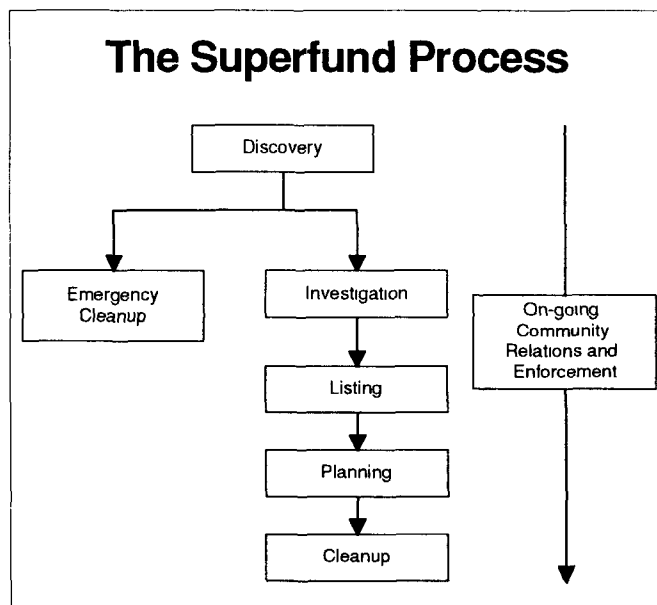 The Superfund Process
Discovery
Emergency
Cleanup
Investigation
Listing
Planning
Cleanup
On-going
Community
Relations and
Enforcement